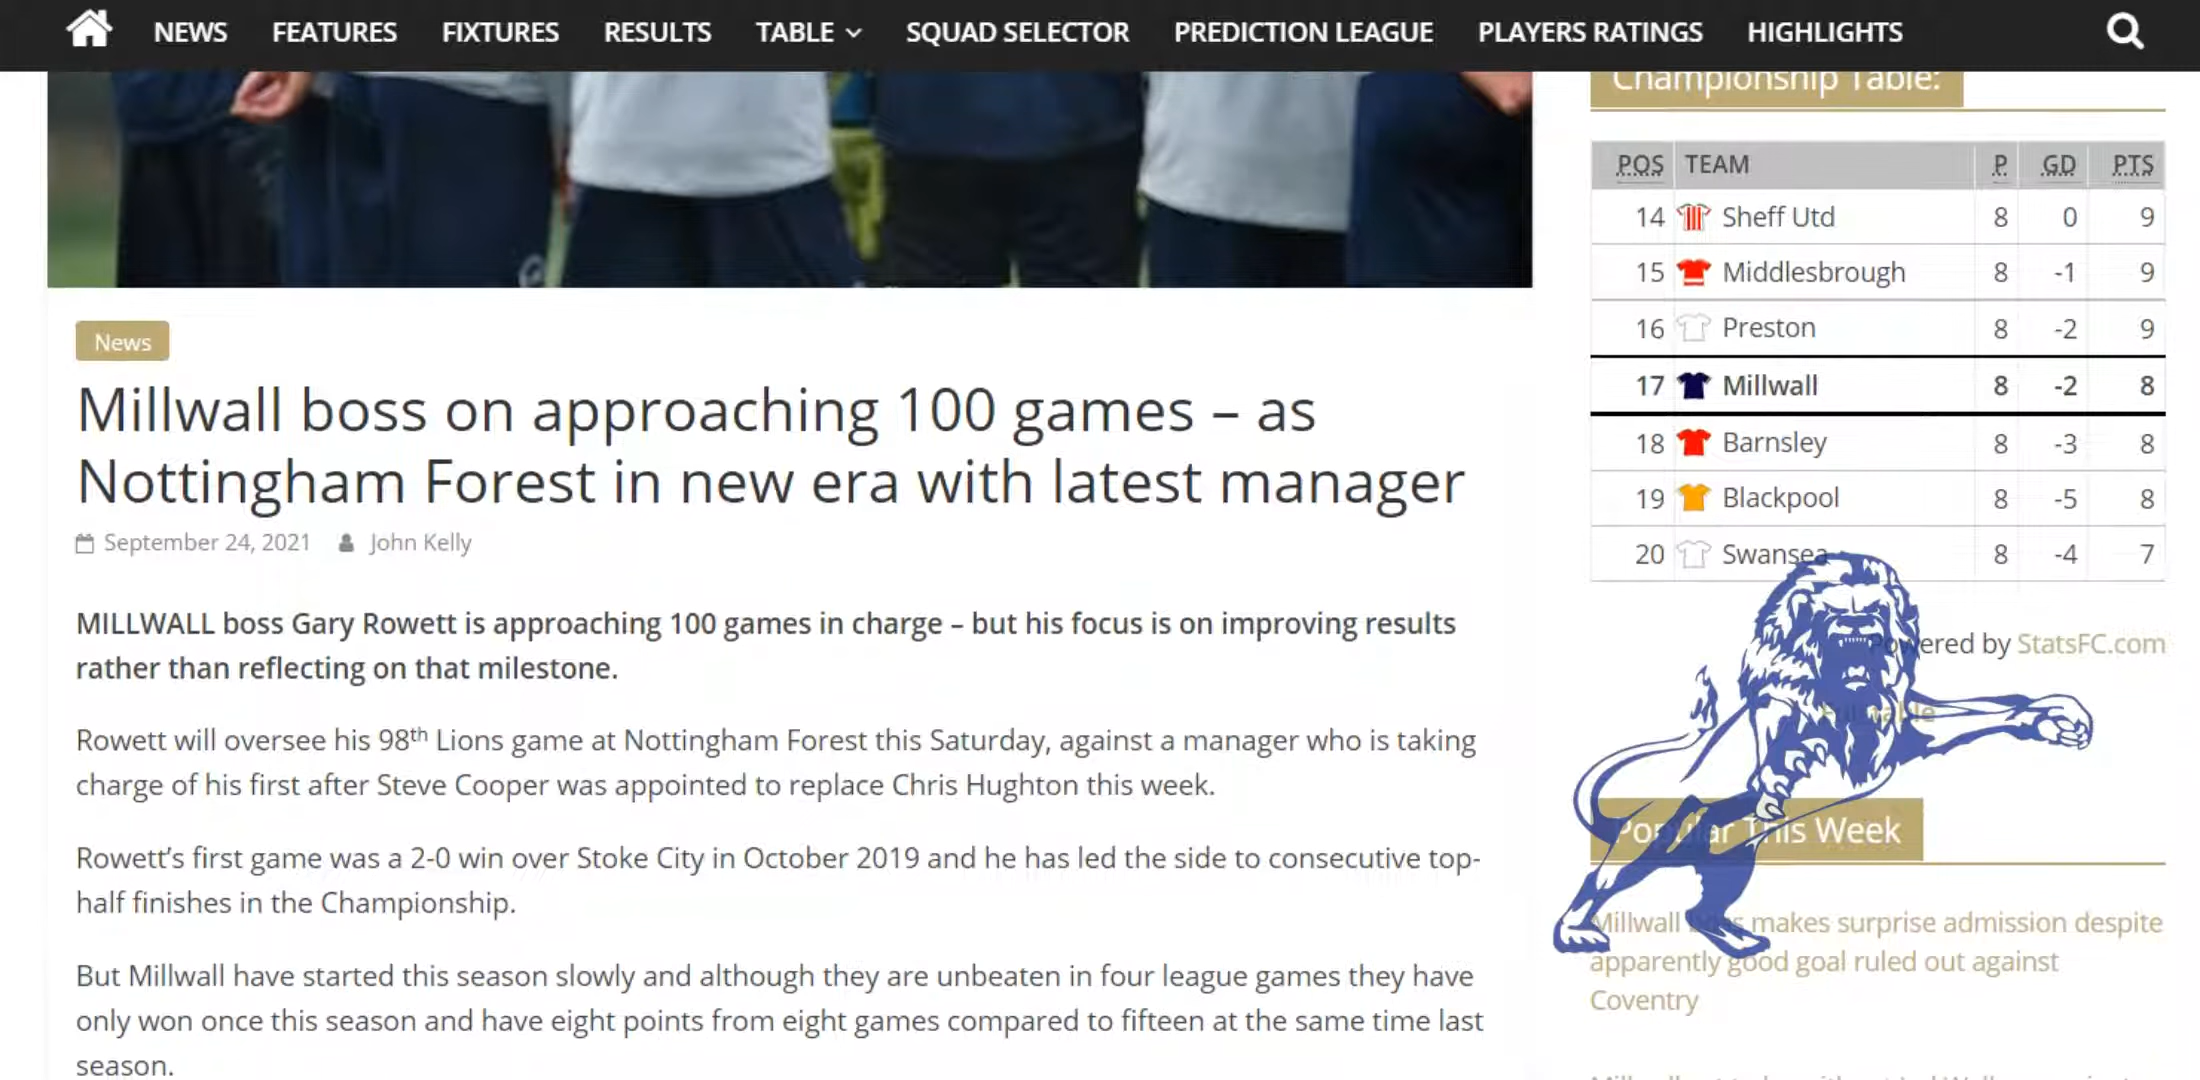 NEWS FEATURES FIXTURES RESULTS TABLE SQUAD SELECTOR PREDICTION LEAGUE PLAYERS RATINGS HIGHLIGHTS
News
Millwall boss on approaching 100 games – as
Nottingham Forest in new era with latest manager
September 24, 2021 John Kelly
MILLWALL boss Gary Rowett is approaching 100 games in charge – but his focus is on improving results
rather than reflecting on that milestone.
Rowett will oversee his 98th Lions game at Nottingham Forest this Saturday, against a manager who is taking
charge of his first after Steve Cooper was appointed to replace Chris Hughton this week.
Rowett's first game was a 2-0 win over Stoke City in October 2019 and he has led the side to consecutive top-
half finishes in the Championship.
But Millwall have started this season slowly and although they are unbeaten in four league games they have
only won once this season and have eight points from eight games compared to fifteen at the same time last
season.
Championship Table:
POS TEAM P GD PTS
14 Sheff Utd 8 0 9
15 Middlesbrough 8 -1 9
16 Preston 8 -2 9
17 Millwall 8 -2 8
18 Barnsley 8 -3 8
19 Blackpool 8 -5 8
20 Swansea 8 -4 7
Powered by StatsFC.com
Full table
Popular This Week
Millwall boss makes surprise admission despite
apparently good goal ruled out against
Coventry